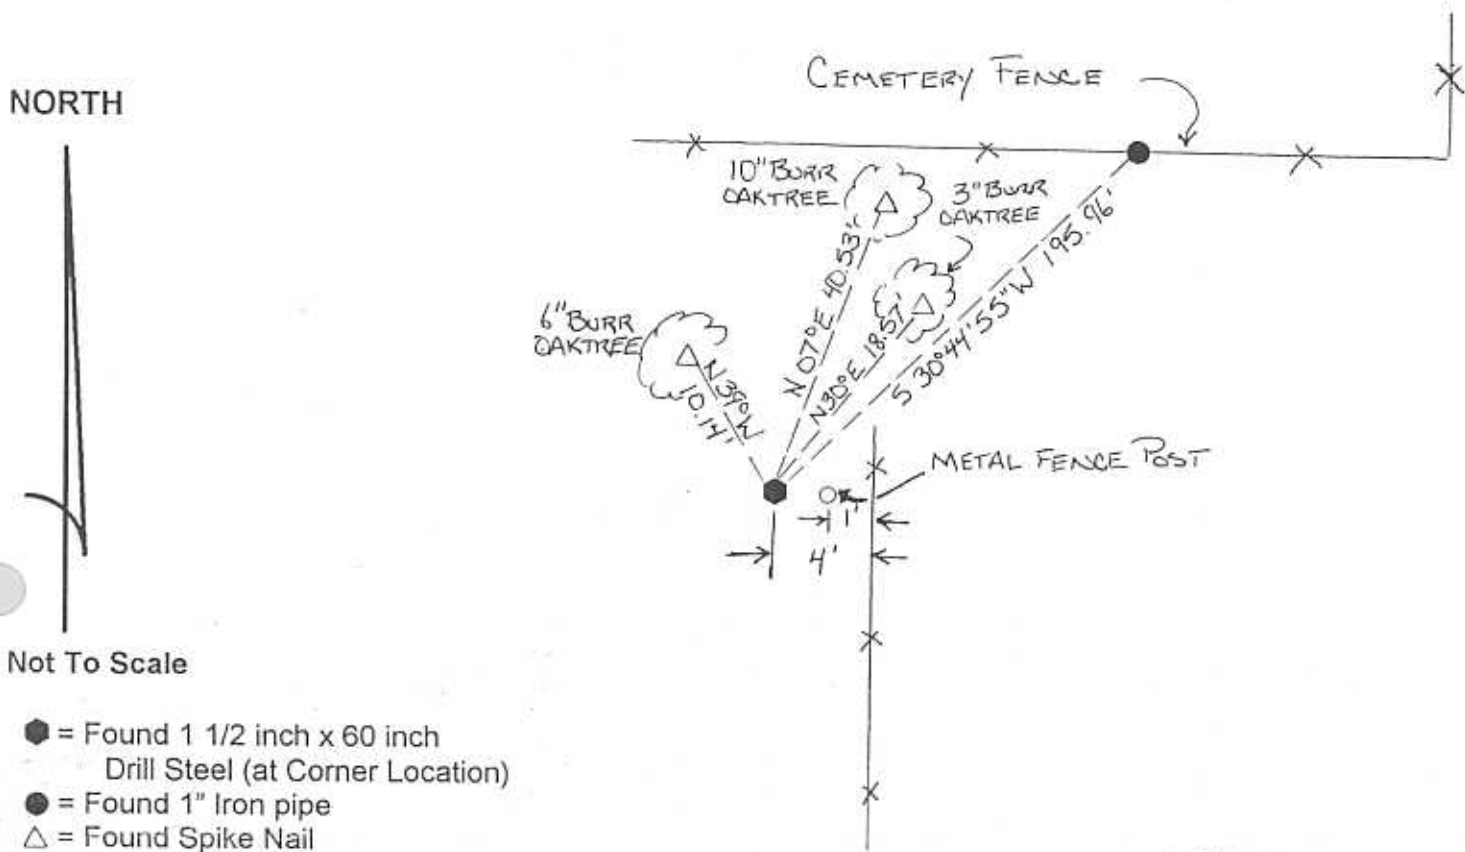 NORTH
CEMETERY FENCE
10" BURR
OAKTREE
3" BURR
OAKTREE
6" BURR
OAKTREE
N 39° W
10.14'
N 07° E 40.53'
N 30° E 18.57'
S 30° 44' 55" W 195.96'
METAL FENCE POST
1'
4'
Not To Scale
= Found 1 1/2 inch x 60 inch
Drill Steel (at Corner Location)
= Found 1" Iron pipe
= Found Spike Nail